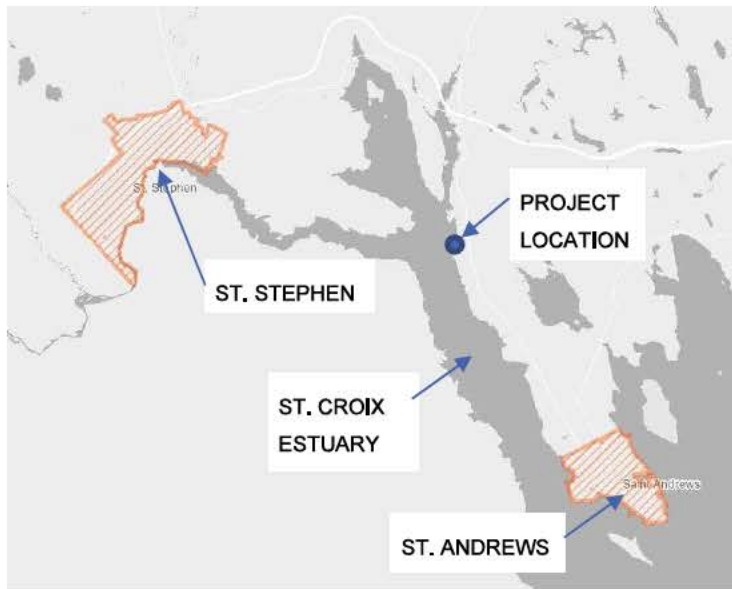 St. Stephen
PROJECT
LOCATION
ST. STEPHEN
ST. CROIX
ESTUARY
Saint Andrews
ST. ANDREWS